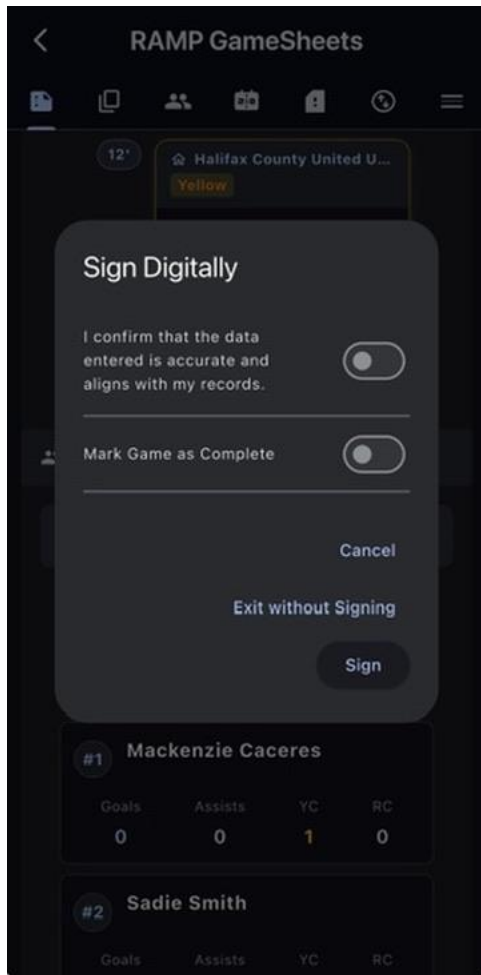 RAMP GameSheets
12'
Halifax County United U...
Yellow
Sign Digitally
I confirm that the data
entered is accurate and
aligns with my records.
Mark Game as Complete
Cancel
Exit without Signing
Sign
#1 Mackenzie Caceres
Goals Assists YC RC
0 0 1 0
#2 Sadie Smith
Goals Assists YC RC